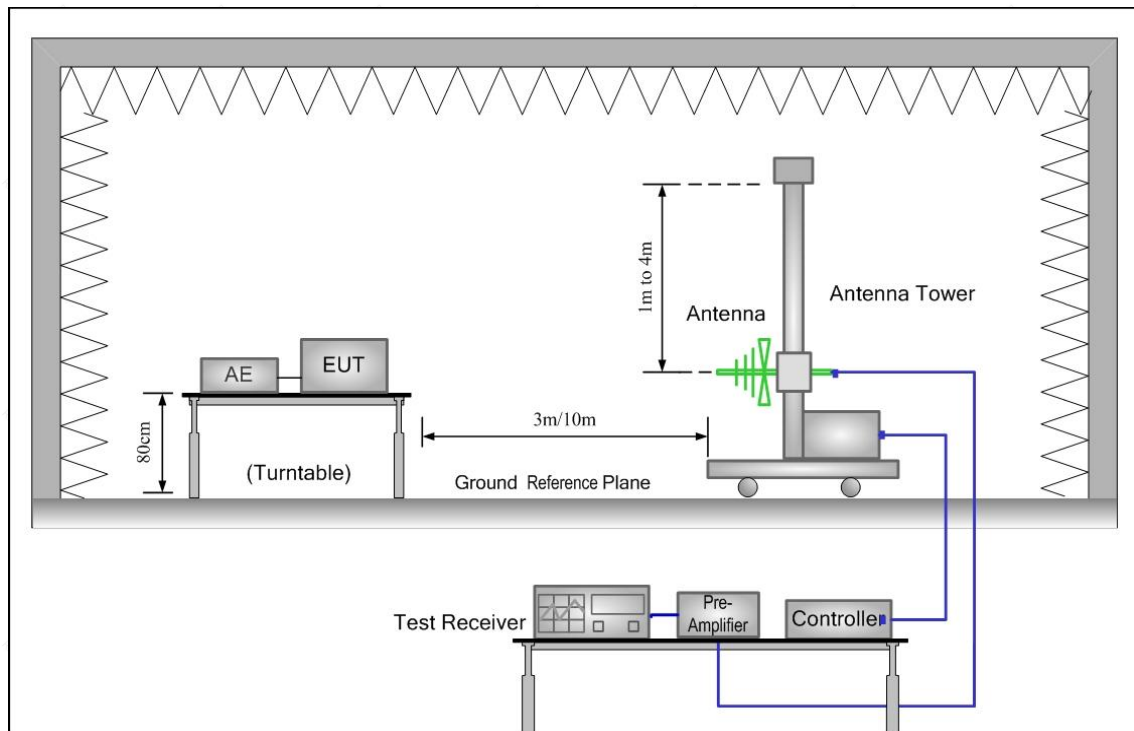 1m to 4m
Antenna Tower
Antenna
EUT
AE
80cm
3m/10m
(Turntable)
Ground Reference Plane
Test Receiver
Pre-
Amplifier
Controller